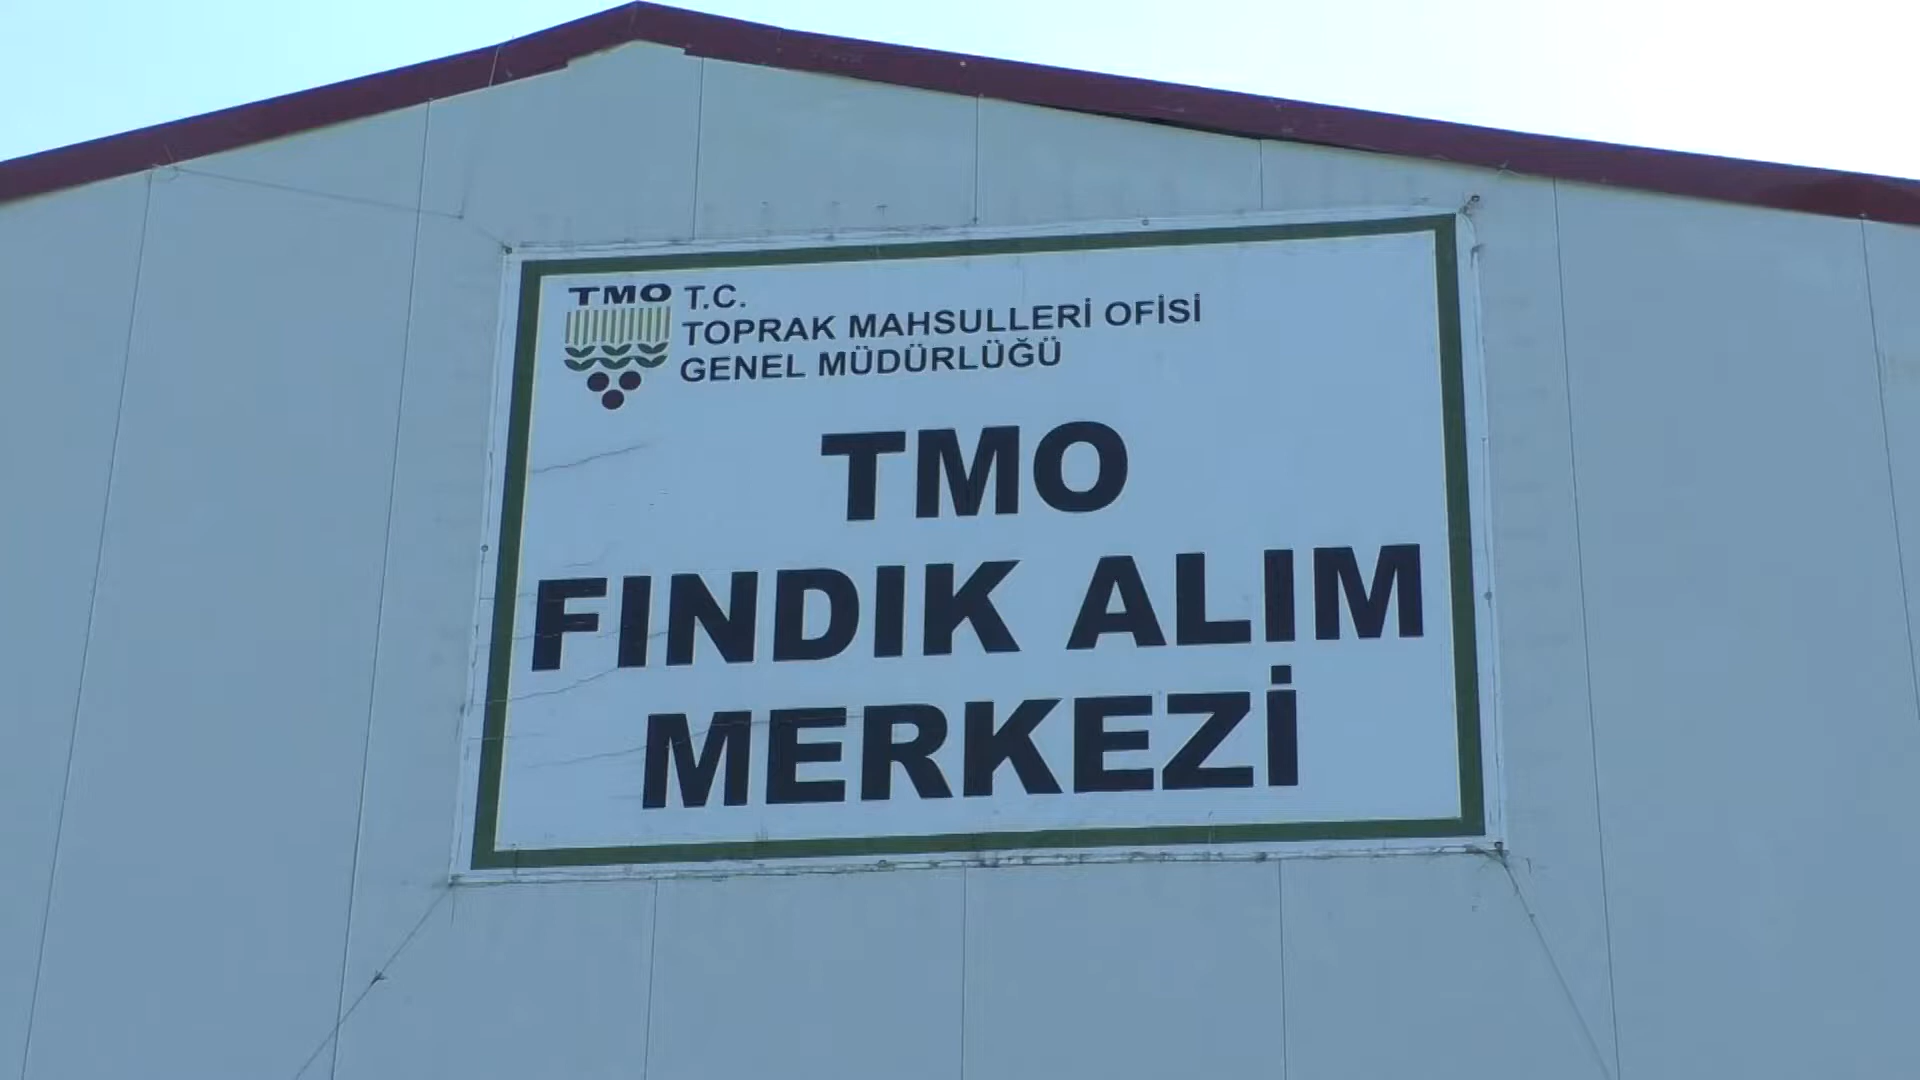 TMO
T.C.
TOPRAK MAHSULLERİ OFİSİ
GENEL MÜDÜRLÜĞÜ
TMO
FINDIK ALIM
MERKEZİ